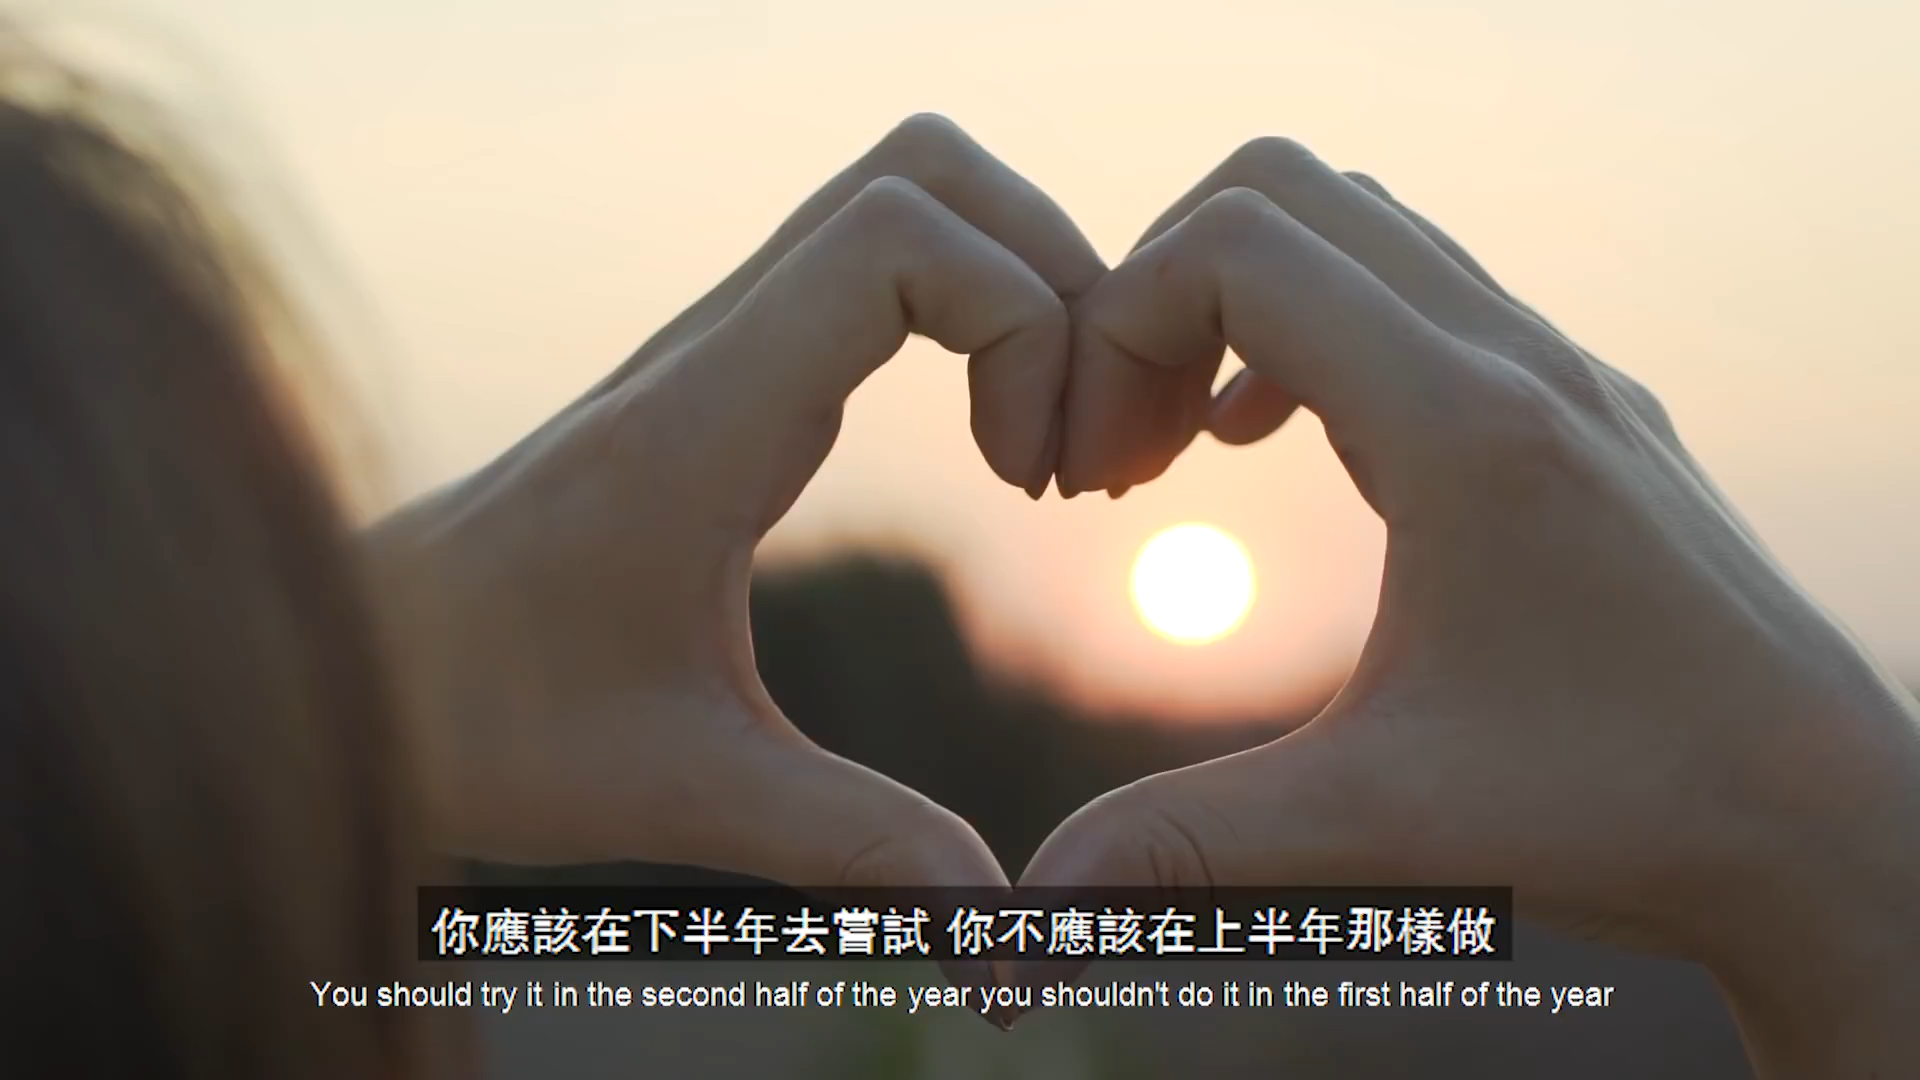 你應該在下半年去嘗試 你不應該在上半年那樣做
You should try it in the second half of the year you shouldn't do it in the first half of the year